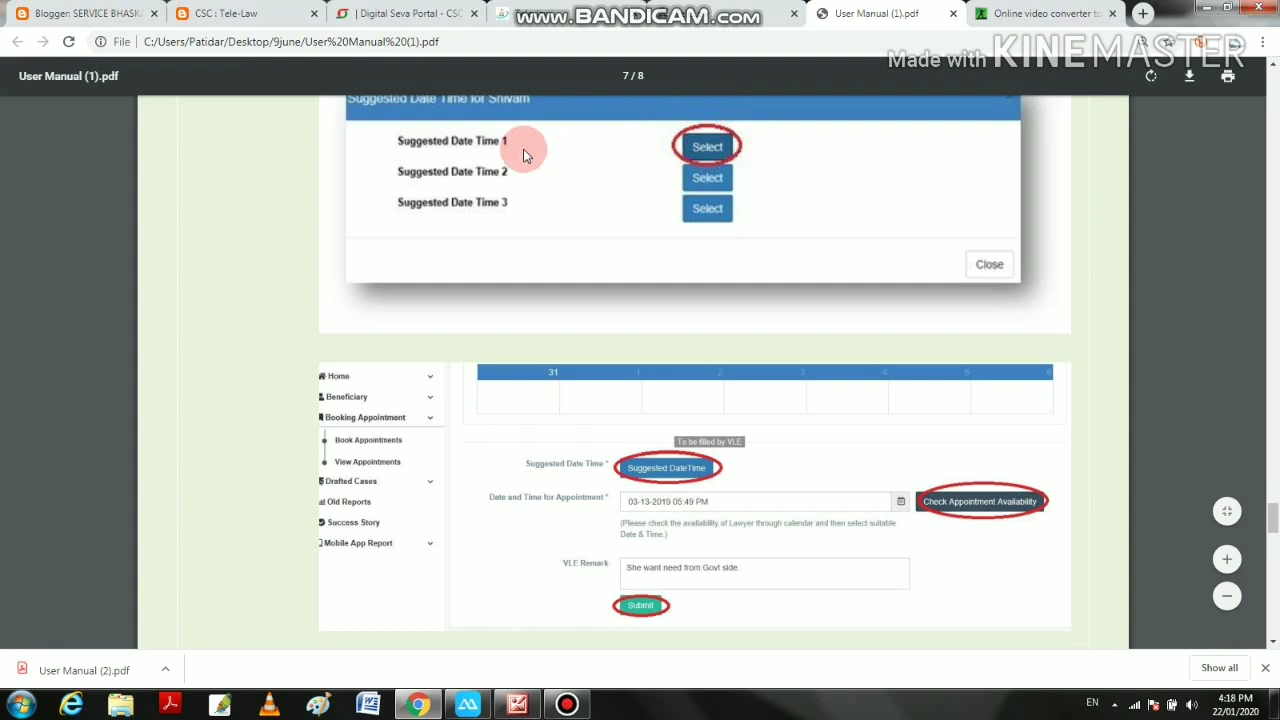 Blogger SERVICE BHASKAR
CSC : Tele-Law
Digital Seva Portal - CSC
User Manual (1).pdf
Online video converter to
www.BANDICAM.com
File
C:/Users/Patidar/Desktop/9june/User%20Manual%20(1).pdf
Made with KINEMASTER
User Manual (1).pdf
7 / 8
Suggested Date Time for Shivam
Suggested Date Time 1
Select
Suggested Date Time 2
Select
Suggested Date Time 3
Select
Close
Home
Beneficiary
Booking Appointment
Book Appointments
View Appointments
Drafted Cases
Old Reports
Success Story
Mobile App Report
31 1 2 3 4 5 6
To be filled by VLE
Suggested Date Time *
Suggested DateTime
Date and Time for Appointment *
03-13-2019 05:49 PM
Check Appointment Availability
(Please check the availability of Lawyer through calendar and then select suitable
Date & Time.)
VLE Remark
She want need from Govt side.
Submit
User Manual (2).pdf
Show all
EN
4:18 PM
22/01/2020